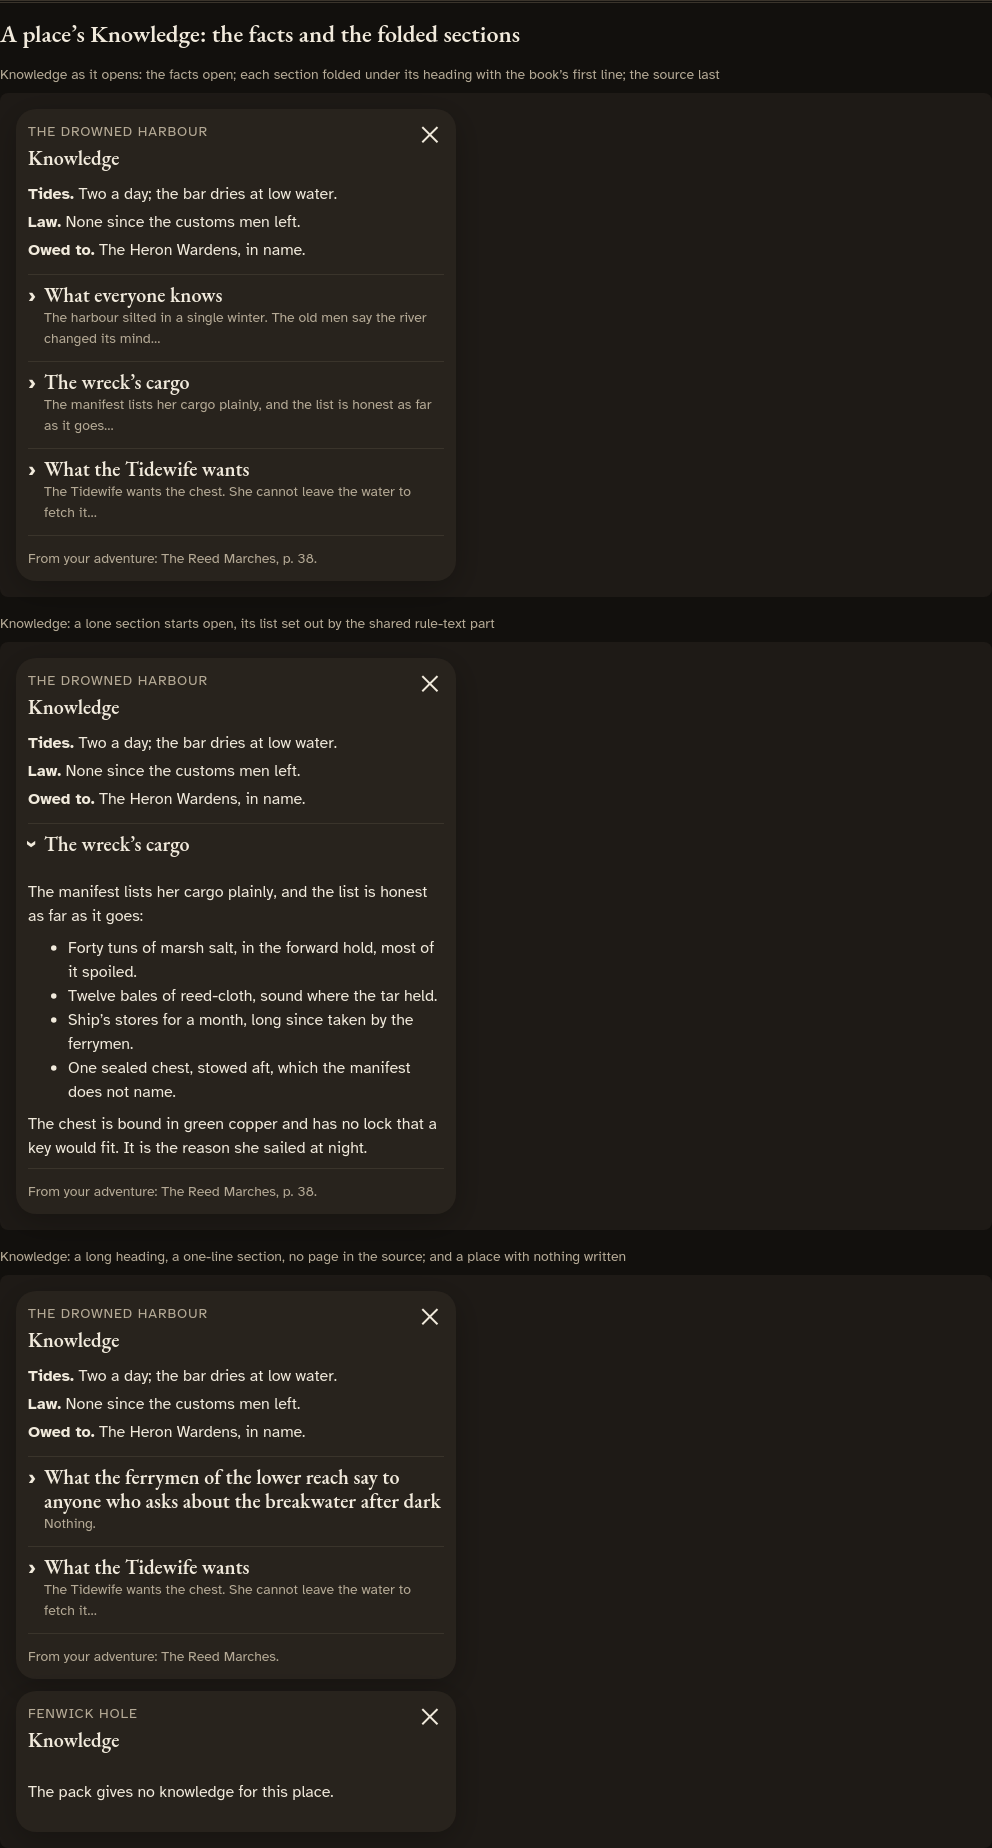 A place’s Knowledge: the facts and the folded sections
Knowledge as it opens: the facts open; each section folded under its heading with the book’s first line; the source last
THE DROWNED HARBOUR
Knowledge
Tides. Two a day; the bar dries at low water.
Law. None since the customs men left.
Owed to. The Heron Wardens, in name.
What everyone knows
The harbour silted in a single winter. The old men say the river
changed its mind…
The wreck’s cargo
The manifest lists her cargo plainly, and the list is honest as far
as it goes…
What the Tidewife wants
The Tidewife wants the chest. She cannot leave the water to
fetch it…
From your adventure: The Reed Marches, p. 38.
Knowledge: a lone section starts open, its list set out by the shared rule-text part
THE DROWNED HARBOUR
Knowledge
Tides. Two a day; the bar dries at low water.
Law. None since the customs men left.
Owed to. The Heron Wardens, in name.
The wreck’s cargo
The manifest lists her cargo plainly, and the list is honest
as far as it goes:
• Forty tuns of marsh salt, in the forward hold, most of
it spoiled.
• Twelve bales of reed-cloth, sound where the tar held.
• Ship’s stores for a month, long since taken by the
ferrymen.
• One sealed chest, stowed aft, which the manifest
does not name.
The chest is bound in green copper and has no lock that a
key would fit. It is the reason she sailed at night.
From your adventure: The Reed Marches, p. 38.
Knowledge: a long heading, a one-line section, no page in the source; and a place with nothing written
THE DROWNED HARBOUR
Knowledge
Tides. Two a day; the bar dries at low water.
Law. None since the customs men left.
Owed to. The Heron Wardens, in name.
What the ferrymen of the lower reach say to
anyone who asks about the breakwater after dark
Nothing.
What the Tidewife wants
The Tidewife wants the chest. She cannot leave the water to
fetch it…
From your adventure: The Reed Marches.
FENWICK HOLE
Knowledge
The pack gives no knowledge for this place.